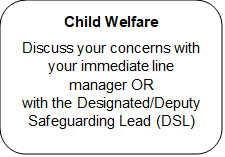 Child Welfare
Discuss your concerns with
your immediate line
manager OR
with the Designated/Deputy
Safeguarding Lead (DSL)